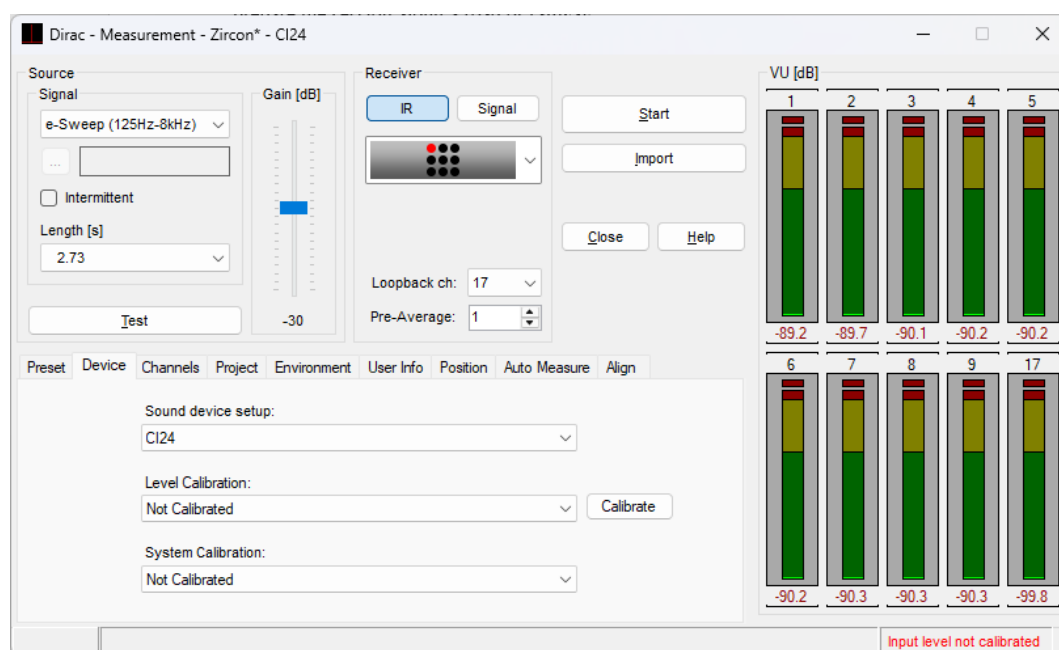 Dirac - Measurement - Zircon* - CI24
Source
Signal
e-Sweep (125Hz-8kHz)
...
Intermittent
Length [s]
2.73
Test
Gain [dB]
-30
Receiver
IR
Signal
Loopback ch: 17
Pre-Average: 1
Start
Import
Close
Help
Preset
Device
Channels
Project
Environment
User Info
Position
Auto Measure
Align
Sound device setup:
CI24
Level Calibration:
Not Calibrated
Calibrate
System Calibration:
Not Calibrated
VU [dB]
1 2 3 4 5
-89.2 -89.7 -90.1 -90.2 -90.2
6 7 8 9 17
-90.2 -90.3 -90.3 -90.3 -99.8
Input level not calibrated